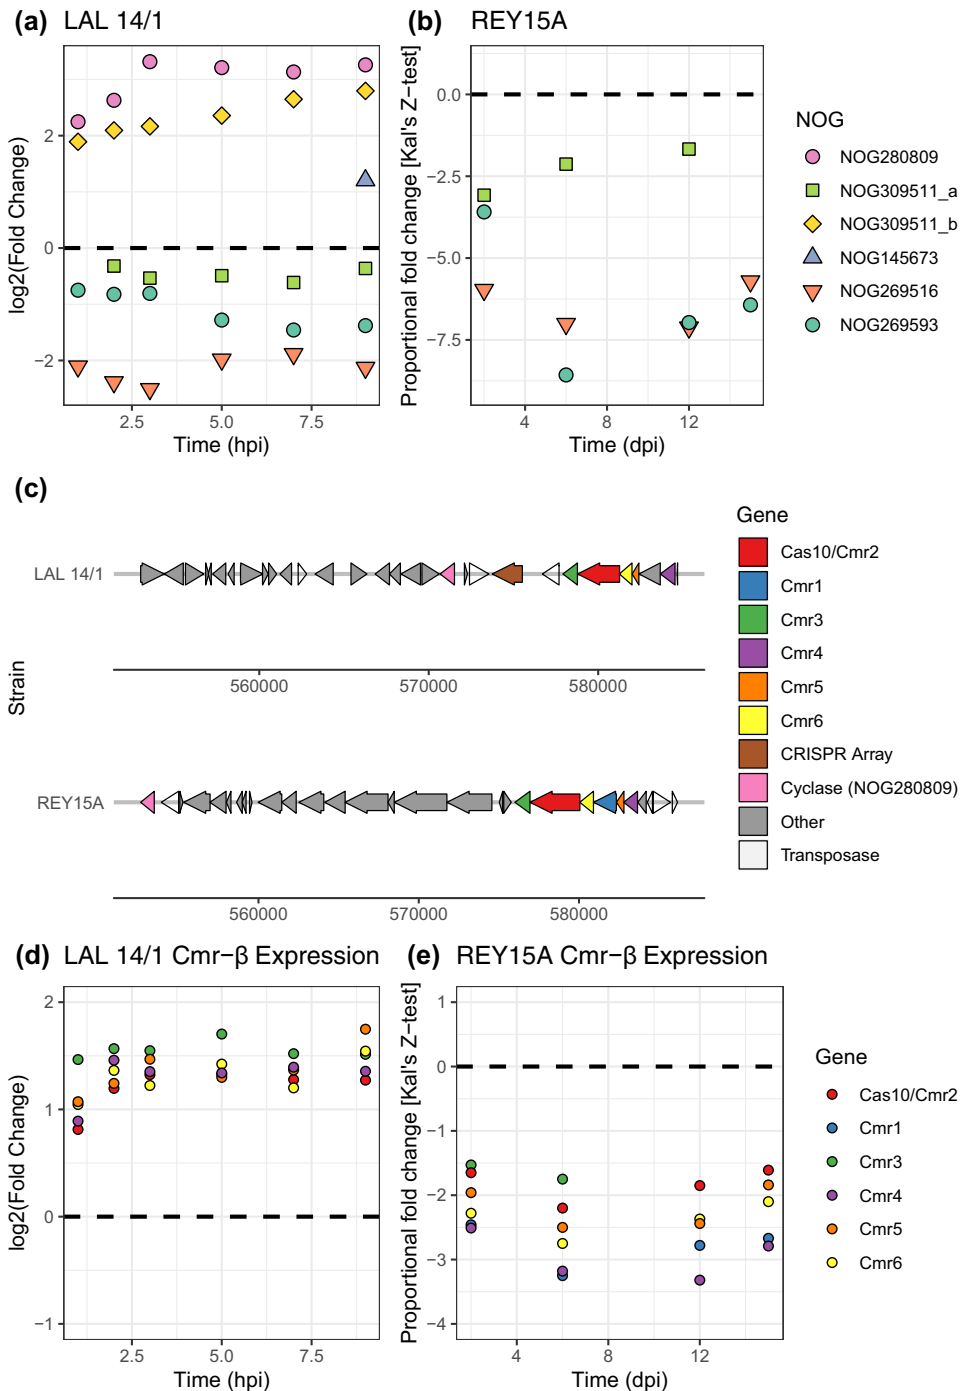 (a) LAL 14/1
(b) REY15A
log2(Fold Change)
2
0
−2
2.5 5.0 7.5
Time (hpi)
Proportional fold change [Kal's Z−test]
0.0
−2.5
−5.0
−7.5
4 8 12
Time (dpi)
NOG
NOG280809
NOG309511_a
NOG309511_b
NOG145673
NOG269516
NOG269593
(c)
Strain
LAL 14/1
560000 570000 580000
REY15A
560000 570000 580000
Gene
Cas10/Cmr2
Cmr1
Cmr3
Cmr4
Cmr5
Cmr6
CRISPR Array
Cyclase (NOG280809)
Other
Transposase
(d) LAL 14/1 Cmr−β Expression
(e) REY15A Cmr−β Expression
log2(Fold Change)
2
1
0
−1
2.5 5.0 7.5
Time (hpi)
Proportional fold change [Kal's Z−test]
1
0
−1
−2
−3
−4
4 8 12
Time (dpi)
Gene
Cas10/Cmr2
Cmr1
Cmr3
Cmr4
Cmr5
Cmr6